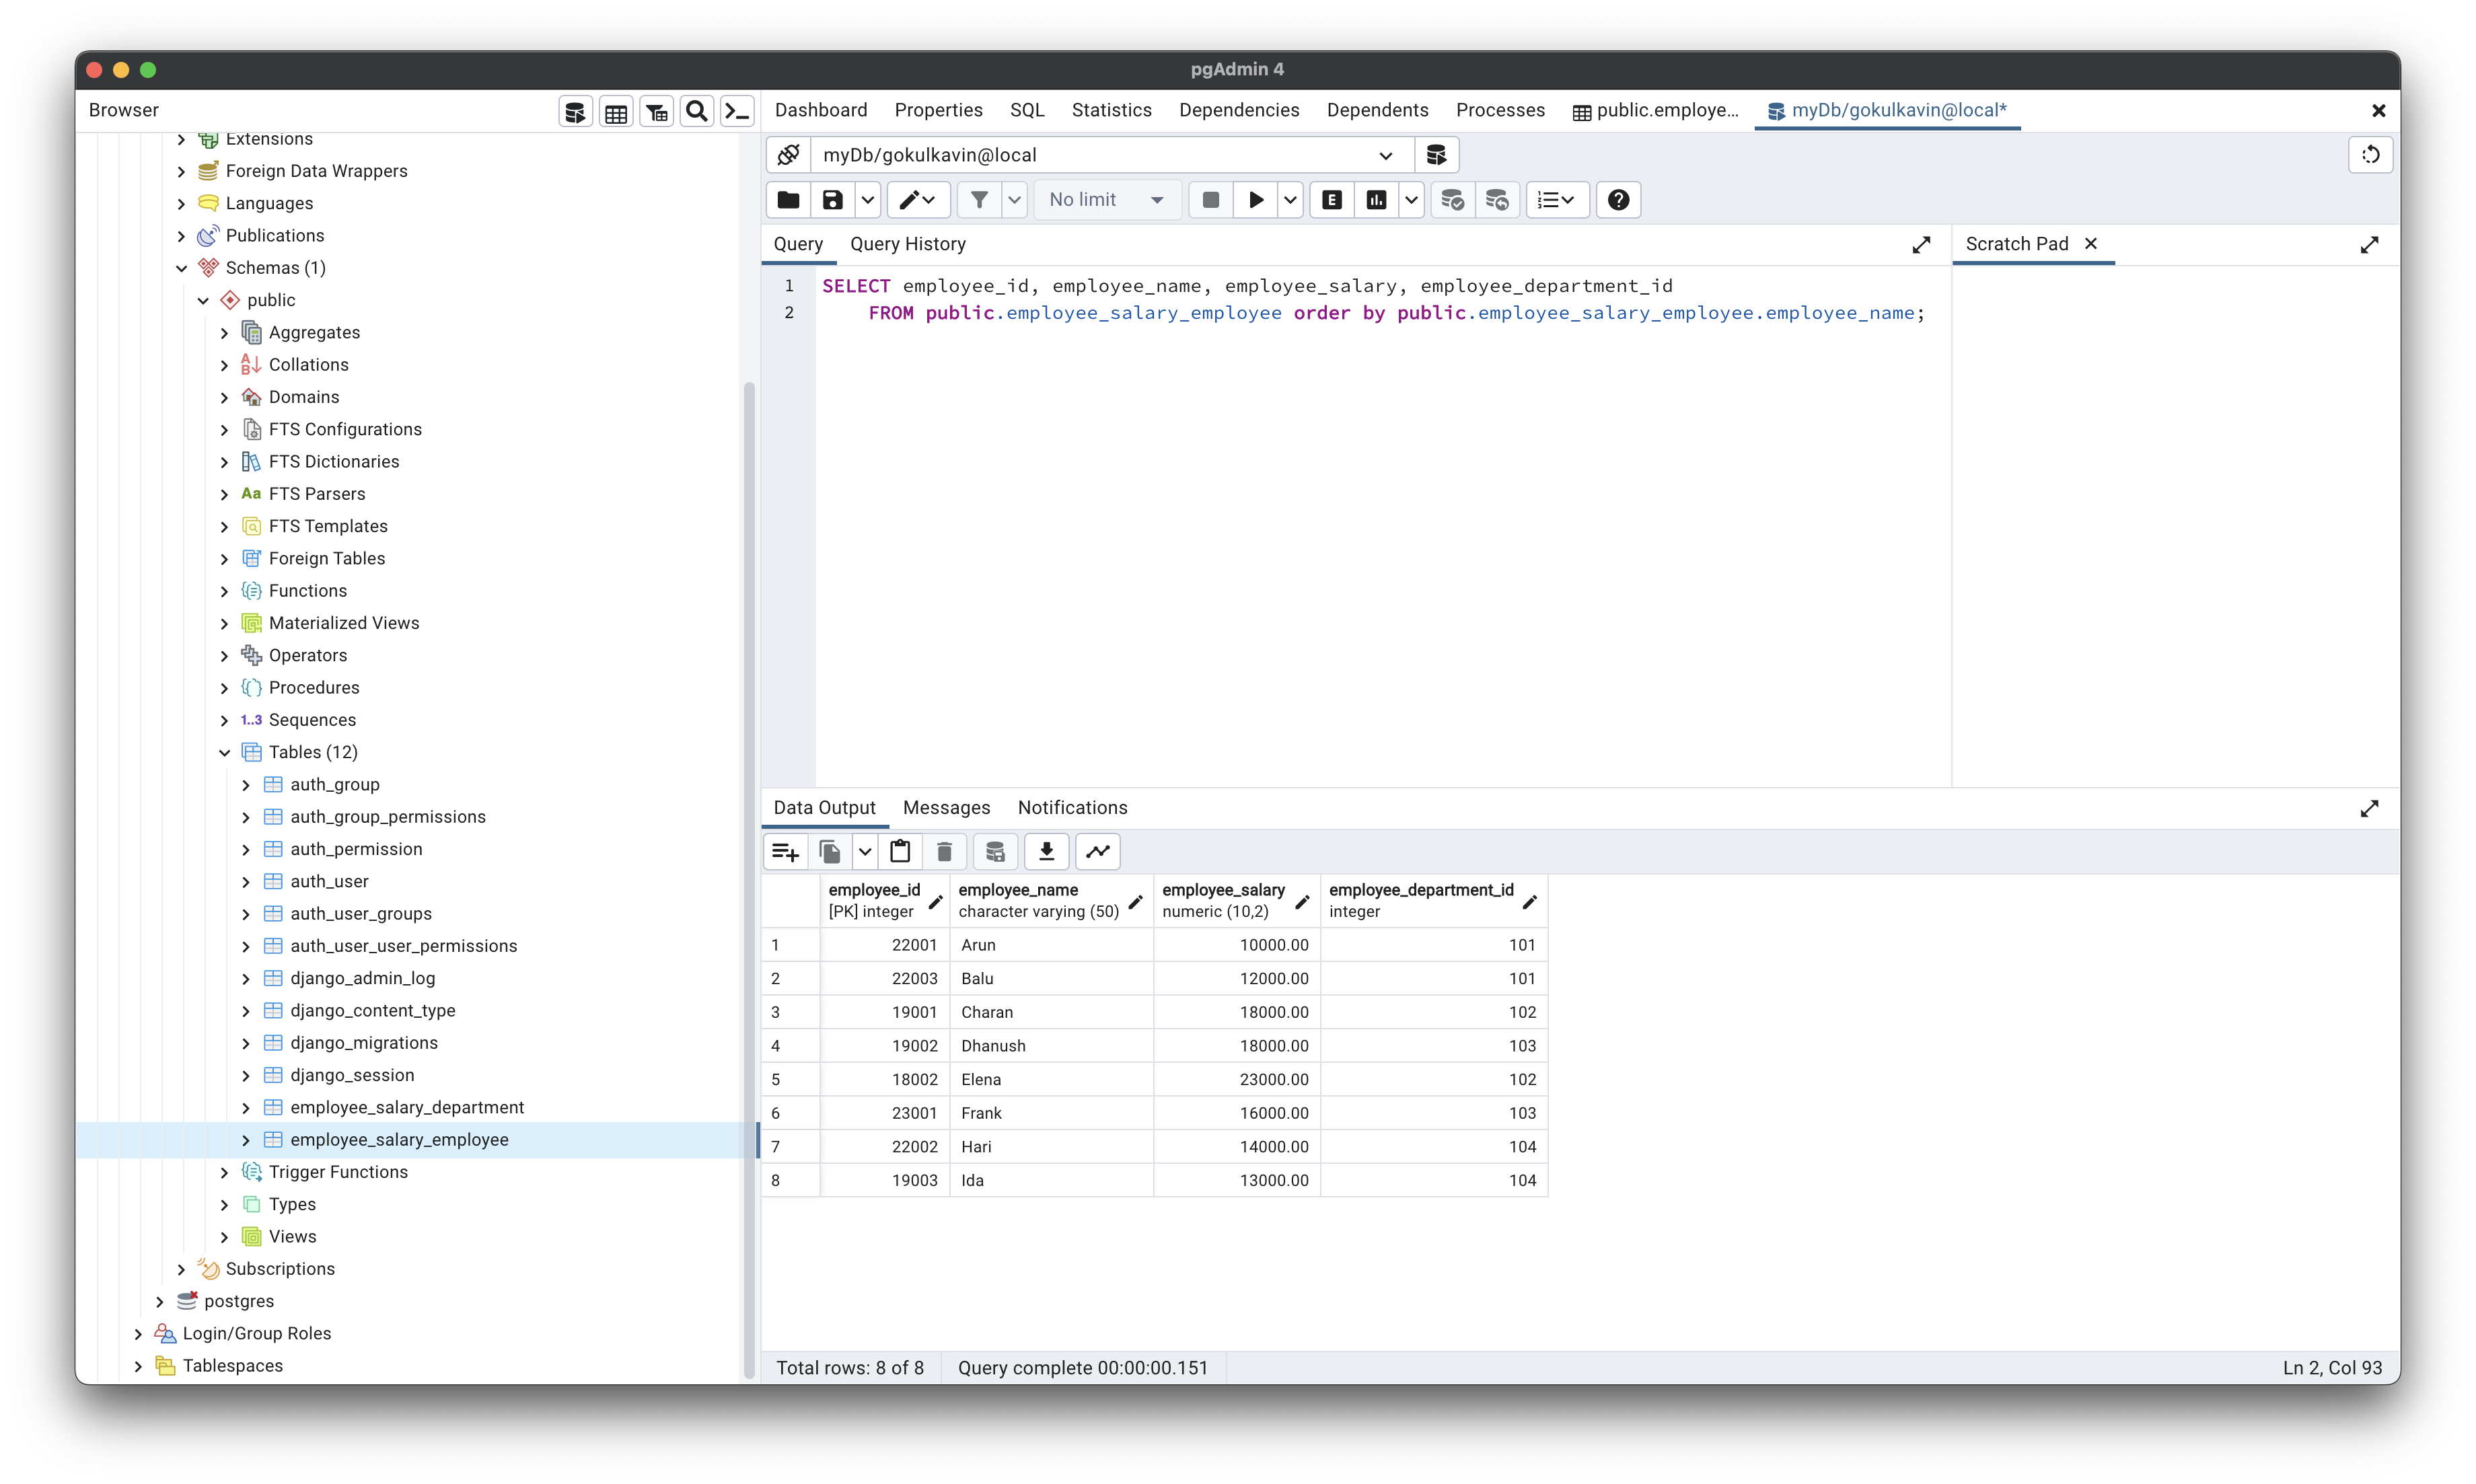 pgAdmin 4
Browser
Dashboard Properties SQL Statistics Dependencies Dependents Processes public.employe... myDb/gokulkavin@local*
Extensions
Foreign Data Wrappers
Languages
Publications
Schemas (1)
public
Aggregates
Collations
Domains
FTS Configurations
FTS Dictionaries
Aa FTS Parsers
FTS Templates
Foreign Tables
Functions
Materialized Views
Operators
Procedures
1..3 Sequences
Tables (12)
auth_group
auth_group_permissions
auth_permission
auth_user
auth_user_groups
auth_user_user_permissions
django_admin_log
django_content_type
django_migrations
django_session
employee_salary_department
employee_salary_employee
Trigger Functions
Types
Views
Subscriptions
postgres
Login/Group Roles
Tablespaces
myDb/gokulkavin@local
No limit
E
Query Query History
Scratch Pad
1 SELECT employee_id, employee_name, employee_salary, employee_department_id
2 FROM public.employee_salary_employee order by public.employee_salary_employee.employee_name;
Data Output Messages Notifications
employee_id employee_name employee_salary employee_department_id
[PK] integer character varying (50) numeric (10,2) integer
1 22001 Arun 10000.00 101
2 22003 Balu 12000.00 101
3 19001 Charan 18000.00 102
4 19002 Dhanush 18000.00 103
5 18002 Elena 23000.00 102
6 23001 Frank 16000.00 103
7 22002 Hari 14000.00 104
8 19003 Ida 13000.00 104
Total rows: 8 of 8 Query complete 00:00:00.151 Ln 2, Col 93